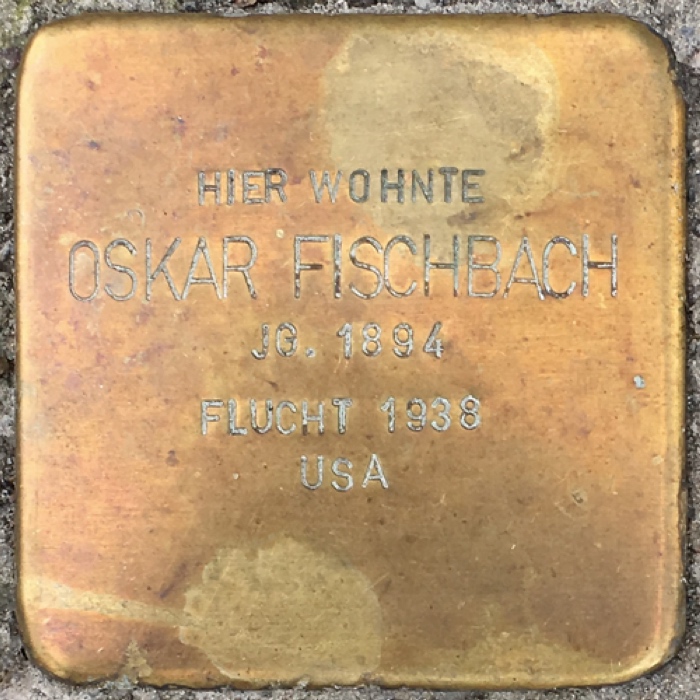 HIER WOHNTE
OSKAR FISCHBACH
JG. 1894
FLUCHT 1938
USA